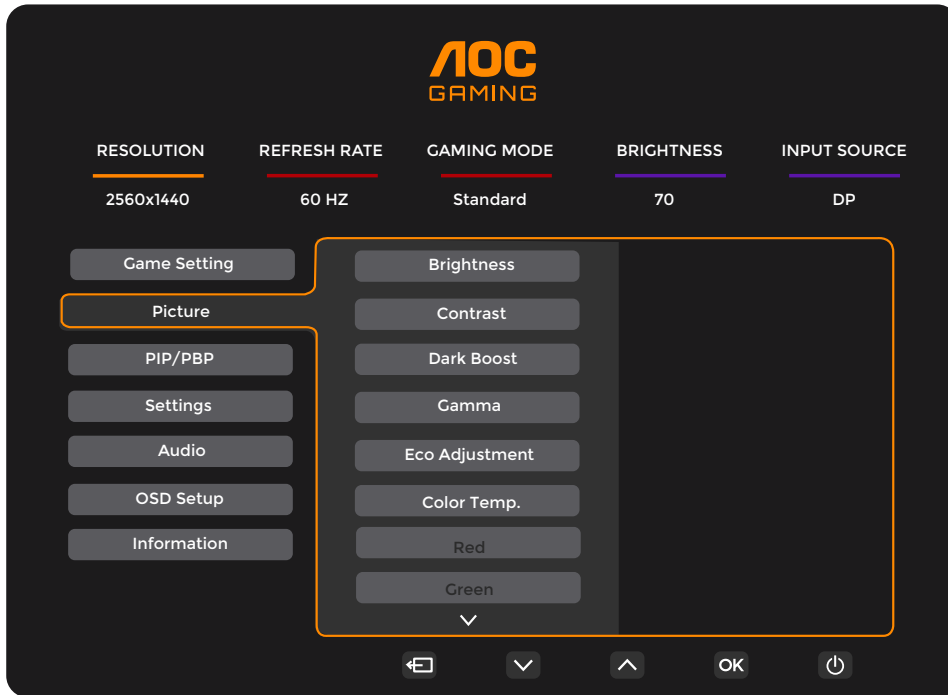 AOC
GAMING
RESOLUTION REFRESH RATE GAMING MODE BRIGHTNESS INPUT SOURCE
2560x1440 60 HZ Standard 70 DP
Game Setting
Picture
PIP/PBP
Settings
Audio
OSD Setup
Information
Brightness
Contrast
Dark Boost
Gamma
Eco Adjustment
Color Temp.
Red
Green
OK